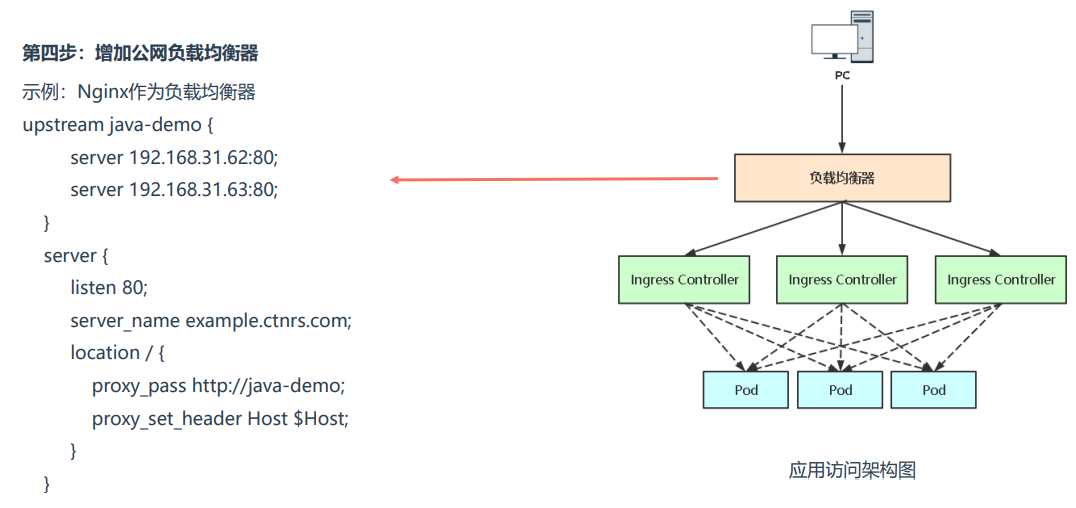 第四步：增加公网负载均衡器
示例：Nginx作为负载均衡器
upstream java-demo {
server 192.168.31.62:80;
server 192.168.31.63:80;
}
server {
listen 80;
server_name example.ctnrs.com;
location / {
proxy_pass http://java-demo;
proxy_set_header Host $Host;
}
}
PC
负载均衡器
Ingress Controller
Ingress Controller
Ingress Controller
Pod
Pod
Pod
应用访问架构图